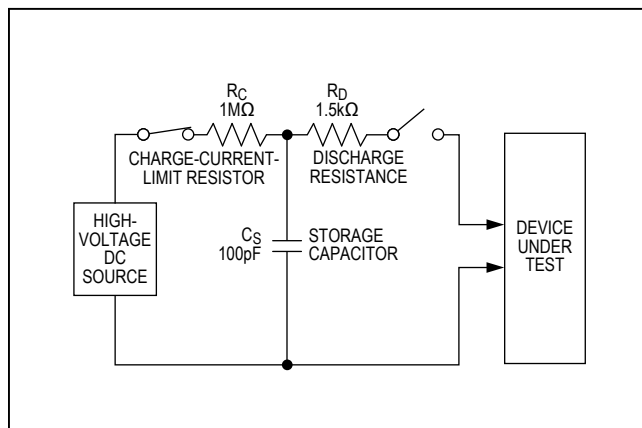 RC
1MΩ
RD
1.5kΩ
CHARGE-CURRENT-
LIMIT RESISTOR
DISCHARGE
RESISTANCE
HIGH-
VOLTAGE
DC
SOURCE
CS
100pF
STORAGE
CAPACITOR
DEVICE
UNDER
TEST